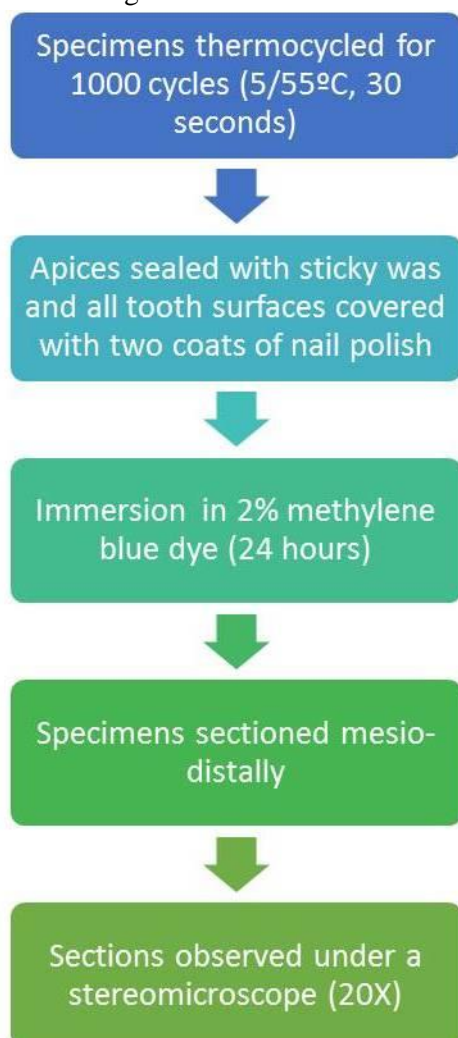 Specimens thermocycled for
1000 cycles (5/55ºC, 30
seconds)
Apices sealed with sticky was
and all tooth surfaces covered
with two coats of nail polish
Immersion in 2% methylene
blue dye (24 hours)
Specimens sectioned mesio-
distally
Sections observed under a
stereomicroscope (20X)